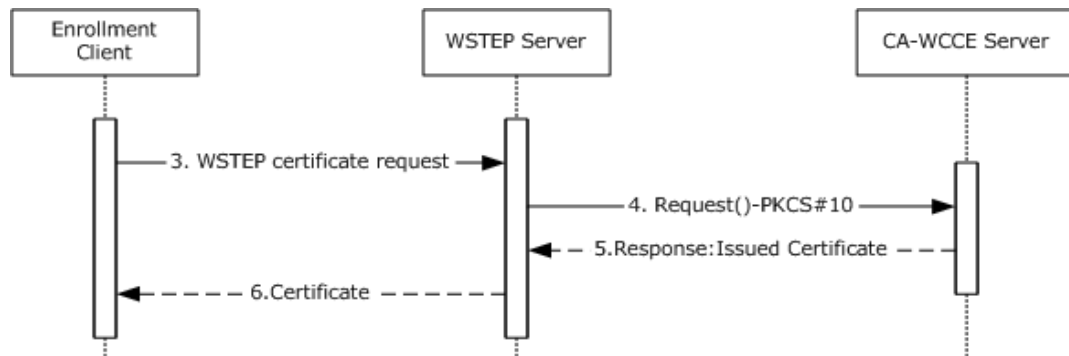 Enrollment
Client
WSTEP Server
CA-WCCE Server
3. WSTEP certificate request
4. Request()-PKCS#10
5.Response:Issued Certificate
6.Certificate